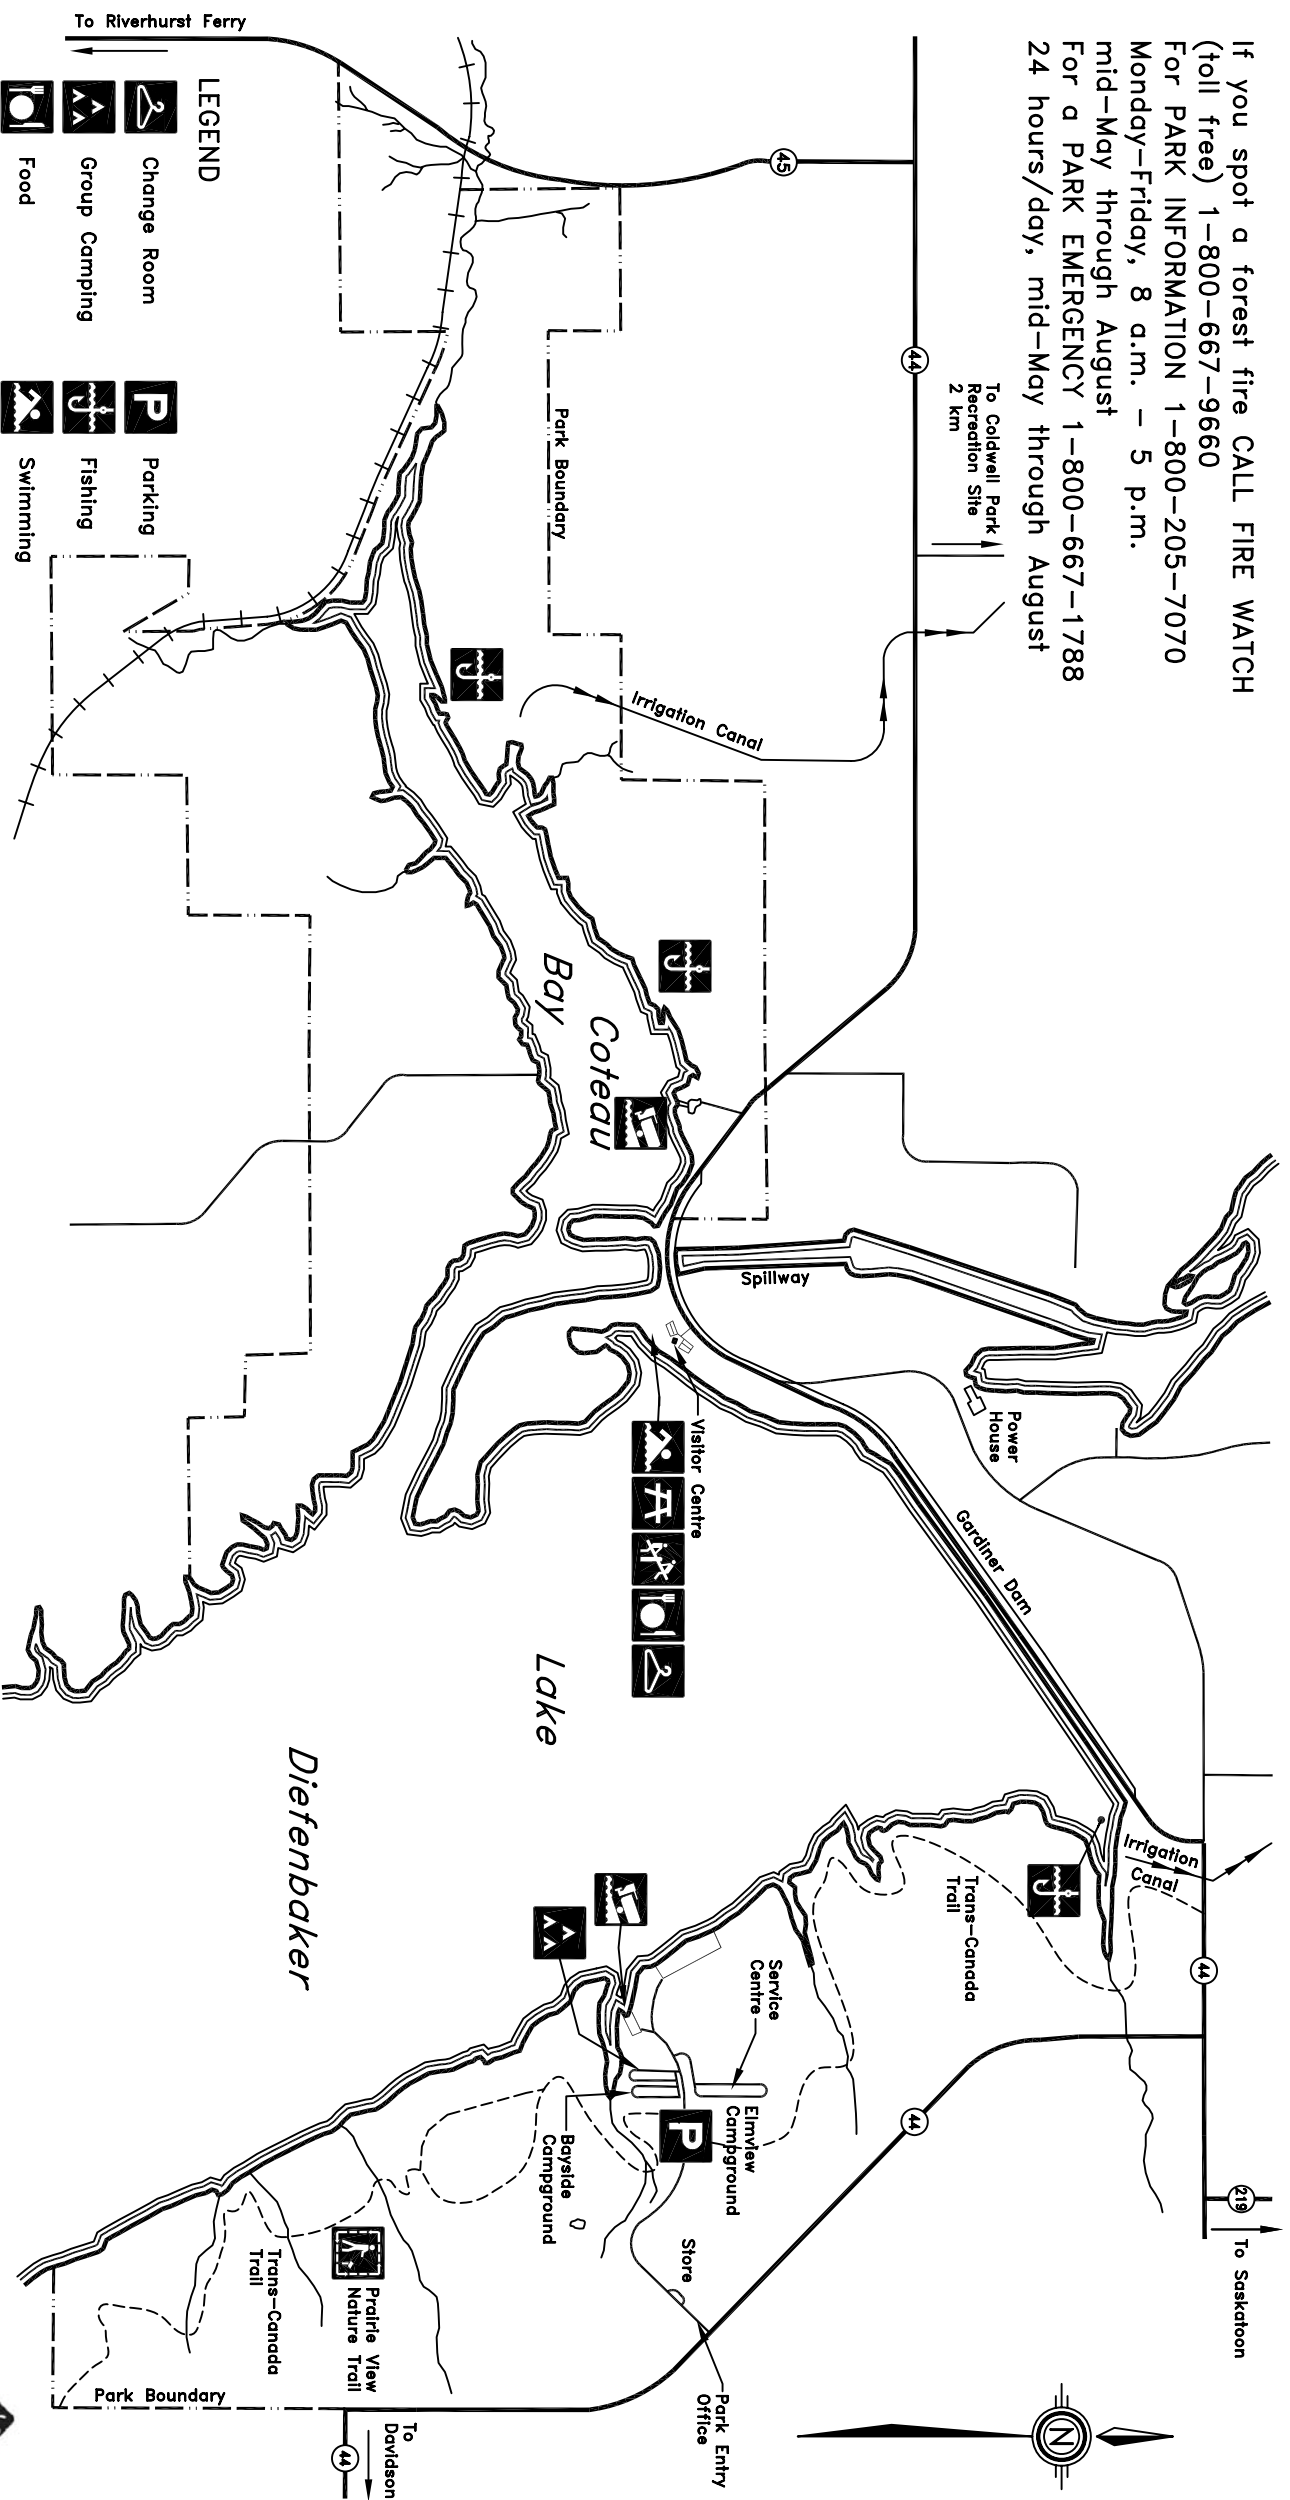 If you spot a forest fire CALL FIRE WATCH
(toll free) 1-800-667-9660
For PARK INFORMATION 1-800-205-7070
Monday-Friday, 8 a.m. - 5 p.m.
mid-May through August
For a PARK EMERGENCY 1-800-667-1788
24 hours/day, mid-May through August
To Saskatoon
219
44
Irrigation
Canal
Trans-Canada
Trail
Power
House
Gardiner Dam
Spillway
To Coldwell Park
Recreation Site
2 km
44
45
44
Irrigation Canal
Visitor Centre
Service
Centre
Elmview
Campground
P
Park Entry
Office
Store
Park Boundary
Coteau
Bay
Lake
Bayside
Campground
Diefenbaker
Prairie View
Nature Trail
Trans-Canada
Trail
To
Davidson
44
Park Boundary
To Riverhurst Ferry
LEGEND
Change Room
P
Parking
Group Camping
Fishing
Food
Swimming
N